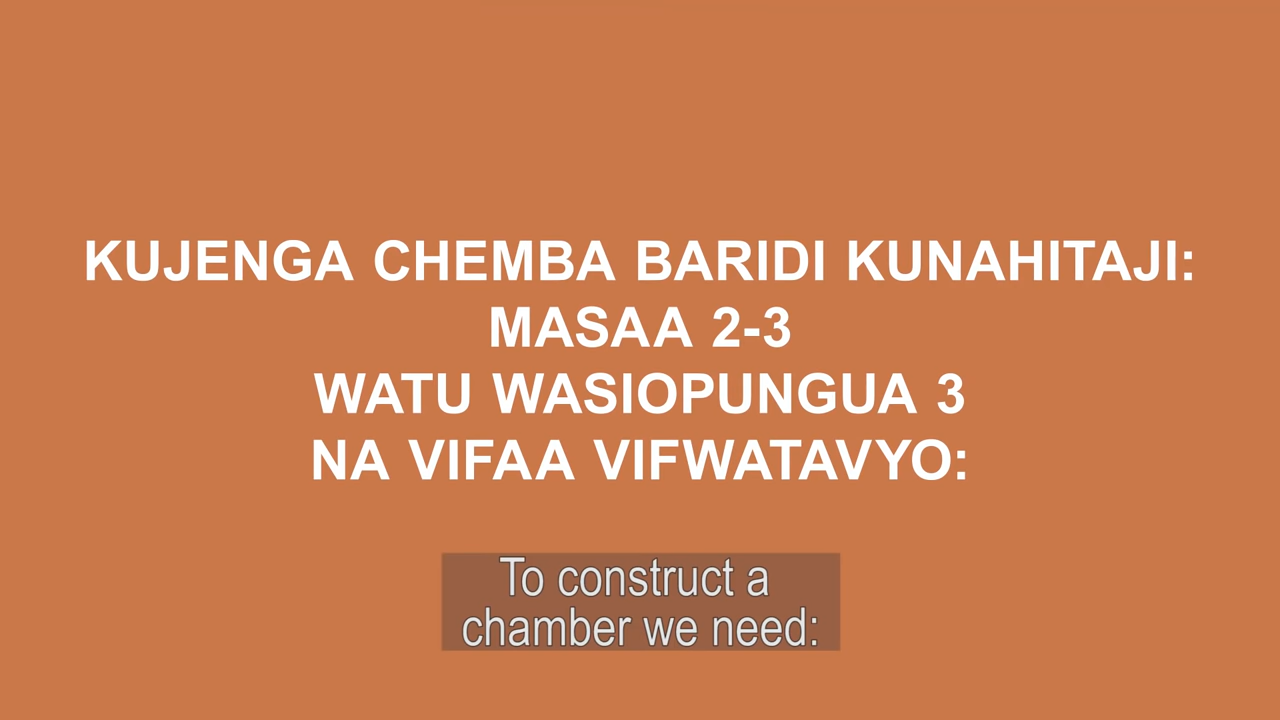 KUJENGA CHEMBA BARIDI KUNAHITAJI:
MASAA 2-3
WATU WASIOPUNGUA 3
NA VIFAA VIFWATAVYO:
To construct a
chamber we need: